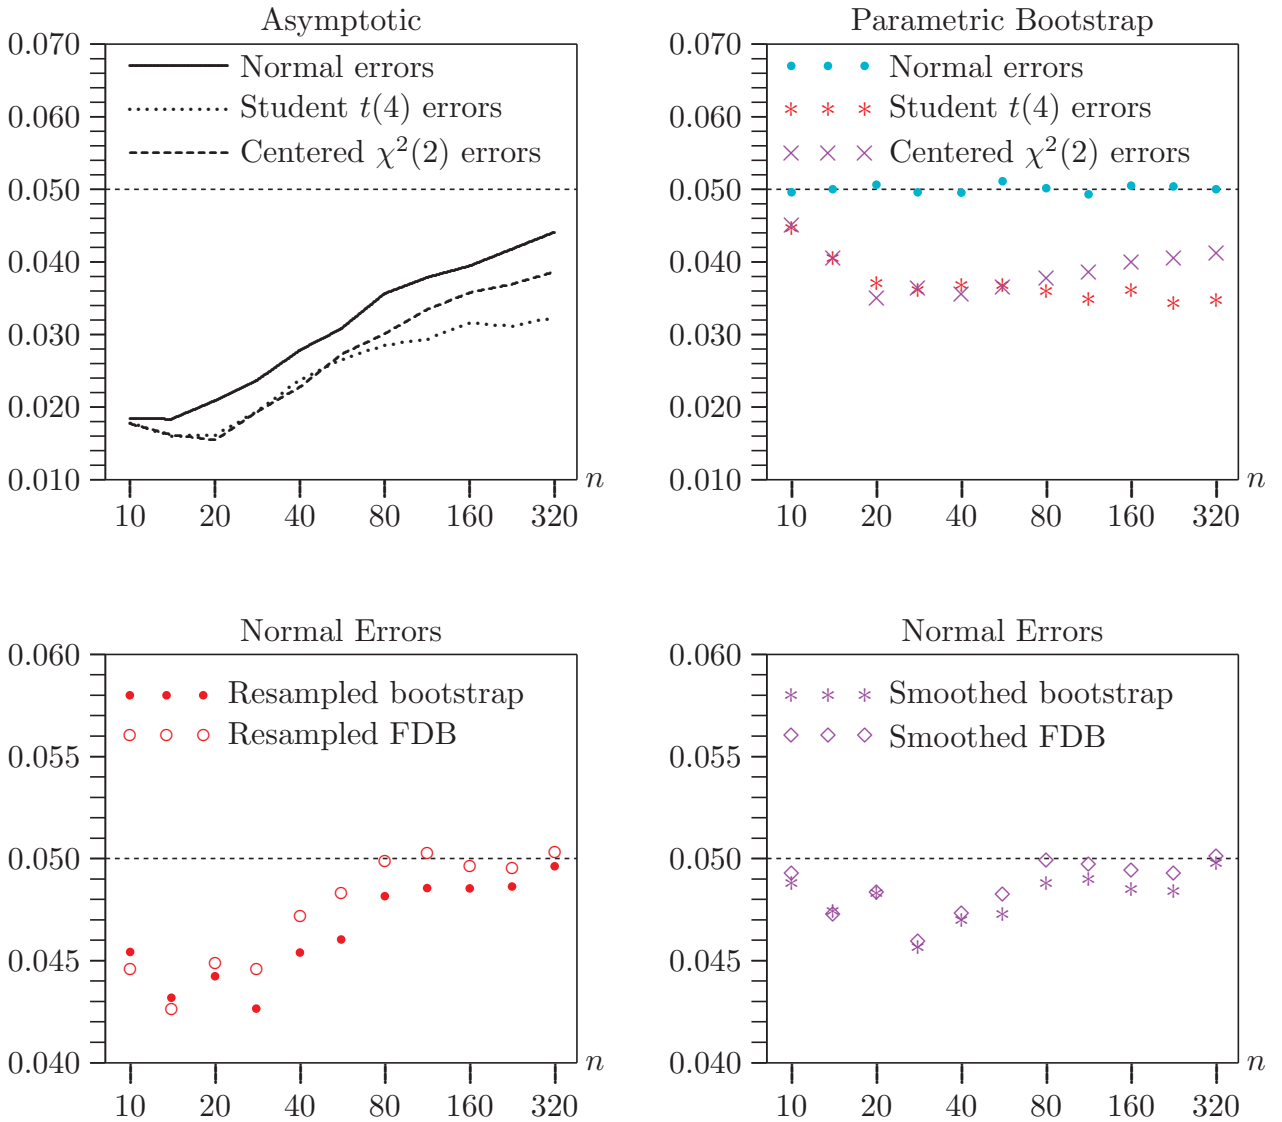 Asymptotic
0.070
0.060
0.050
0.040
0.030
0.020
0.010
Normal errors
Student t(4) errors
Centered χ²(2) errors
10 20 40 80 160 320
n
Parametric Bootstrap
0.070
0.060
0.050
0.040
0.030
0.020
0.010
Normal errors
Student t(4) errors
Centered χ²(2) errors
10 20 40 80 160 320
n
Normal Errors
0.060
0.055
0.050
0.045
0.040
Resampled bootstrap
Resampled FDB
10 20 40 80 160 320
n
Normal Errors
0.060
0.055
0.050
0.045
0.040
Smoothed bootstrap
Smoothed FDB
10 20 40 80 160 320
n